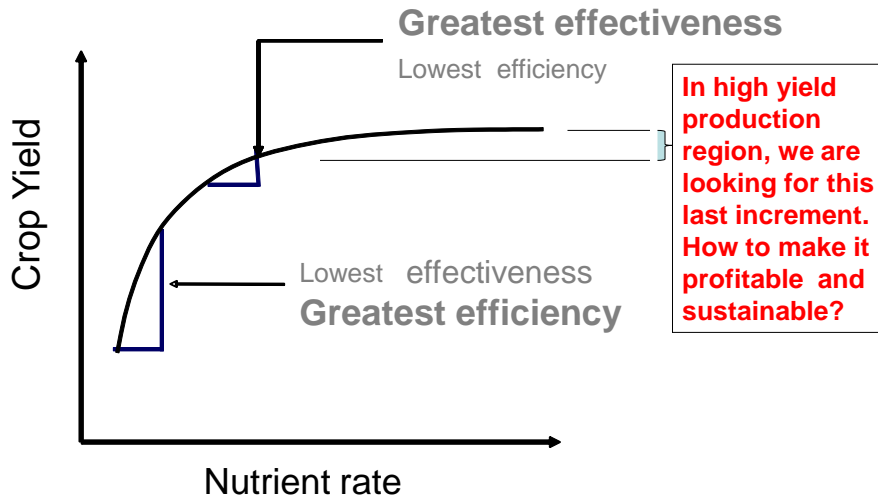 Greatest effectiveness
Lowest efficiency
In high yield
production
region, we are
looking for this
last increment.
How to make it
profitable and
sustainable?
Crop Yield
Lowest effectiveness
Greatest efficiency
Nutrient rate